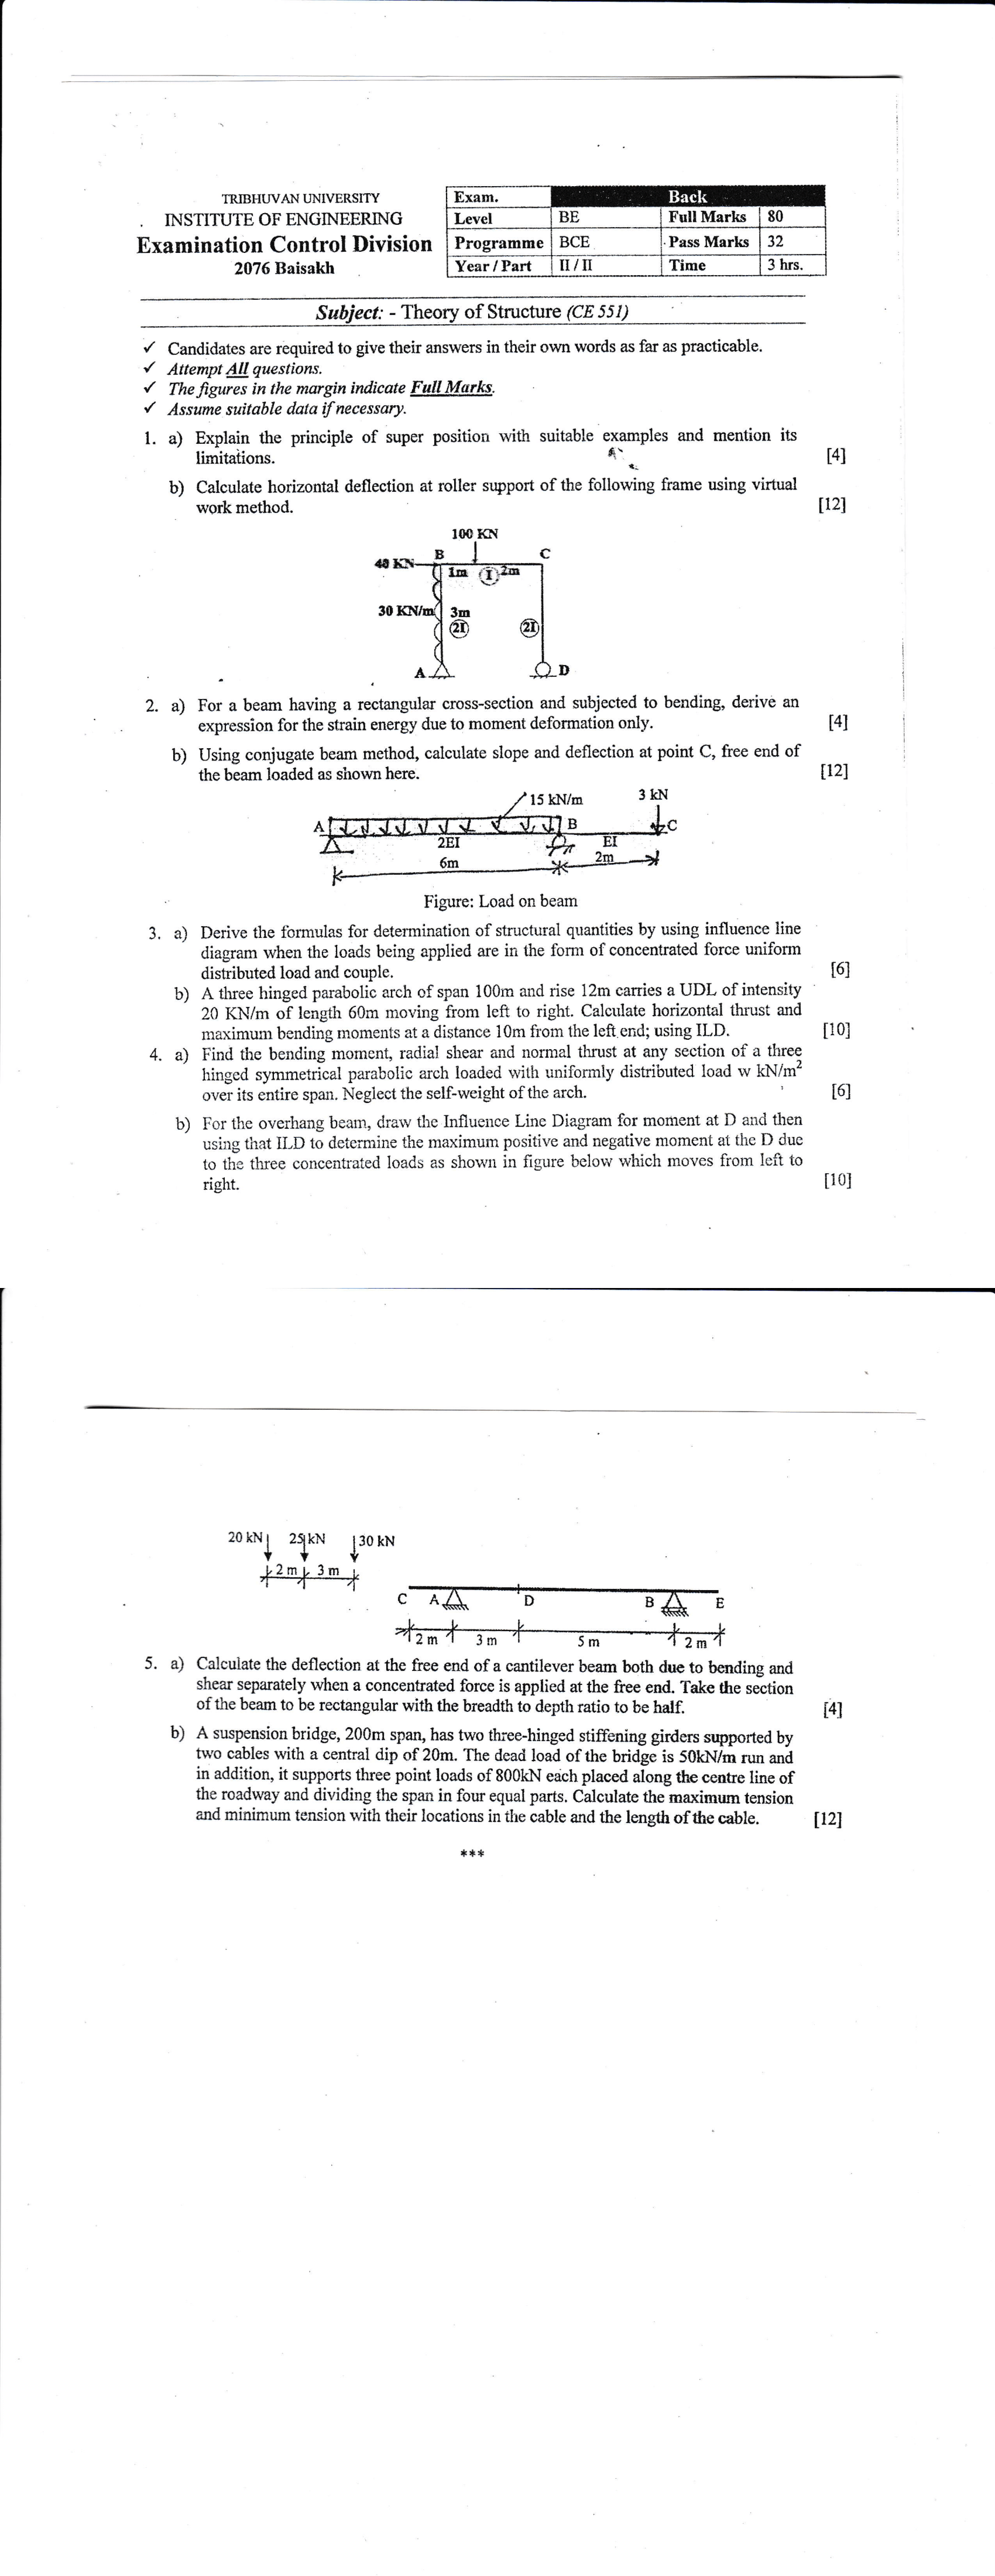 TRIBHUVAN UNIVERSITY
INSTITUTE OF ENGINEERING
Examination Control Division
2076 Baisakh
Exam. Back
Level BE Full Marks 80
Programme BCE Pass Marks 32
Year / Part II / II Time 3 hrs.
Subject: - Theory of Structure (CE 551)
✓ Candidates are required to give their answers in their own words as far as practicable.
✓ Attempt All questions.
✓ The figures in the margin indicate Full Marks.
✓ Assume suitable data if necessary.
1. a) Explain the principle of super position with suitable examples and mention its
limitations. [4]
b) Calculate horizontal deflection at roller support of the following frame using virtual
work method. [12]
100 KN
B C
40 KN
1m I 2m
30 KN/m 3m
2I 2I
A D
2. a) For a beam having a rectangular cross-section and subjected to bending, derive an
expression for the strain energy due to moment deformation only. [4]
b) Using conjugate beam method, calculate slope and deflection at point C, free end of
the beam loaded as shown here. [12]
15 kN/m 3 kN
A B C
2EI EI
6m 2m
Figure: Load on beam
3. a) Derive the formulas for determination of structural quantities by using influence line
diagram when the loads being applied are in the form of concentrated force uniform
distributed load and couple. [6]
b) A three hinged parabolic arch of span 100m and rise 12m carries a UDL of intensity
20 KN/m of length 60m moving from left to right. Calculate horizontal thrust and
maximum bending moments at a distance 10m from the left end; using ILD. [10]
4. a) Find the bending moment, radial shear and normal thrust at any section of a three
hinged symmetrical parabolic arch loaded with uniformly distributed load w kN/m²
over its entire span. Neglect the self-weight of the arch. [6]
b) For the overhang beam, draw the Influence Line Diagram for moment at D and then
using that ILD to determine the maximum positive and negative moment at the D due
to the three concentrated loads as shown in figure below which moves from left to
right. [10]
20 kN 25 kN 30 kN
2 m 3 m
C A D B E
2 m 3 m 5 m 2 m
5. a) Calculate the deflection at the free end of a cantilever beam both due to bending and
shear separately when a concentrated force is applied at the free end. Take the section
of the beam to be rectangular with the breadth to depth ratio to be half. [4]
b) A suspension bridge, 200m span, has two three-hinged stiffening girders supported by
two cables with a central dip of 20m. The dead load of the bridge is 50kN/m run and
in addition, it supports three point loads of 800kN each placed along the centre line of
the roadway and dividing the span in four equal parts. Calculate the maximum tension
and minimum tension with their locations in the cable and the length of the cable. [12]
***